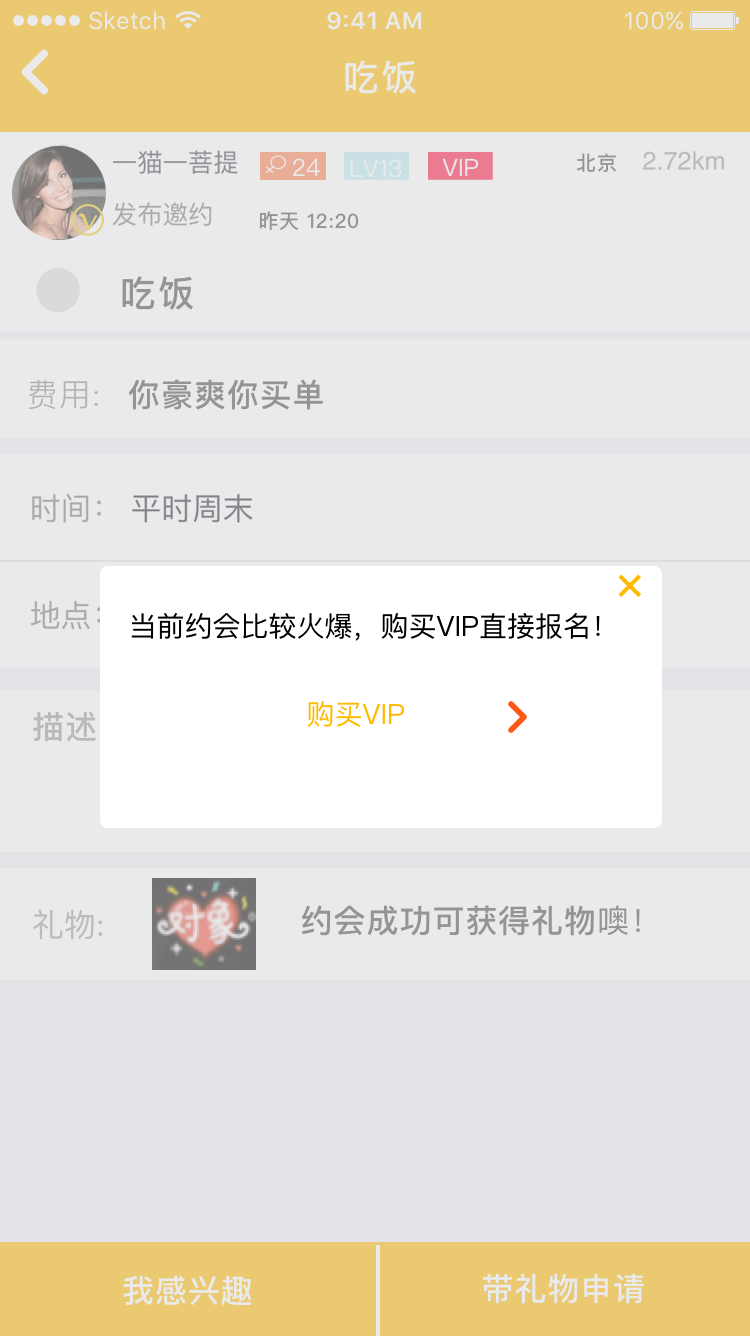 Sketch 9:41 AM 100%
吃饭
一猫一菩提 24 LV13 VIP 北京 2.72km
发布邀约 昨天 12:20
吃饭
费用: 你豪爽你买单
时间: 平时周末
地点:
当前约会比较火爆，购买VIP直接报名！
购买VIP
描述
礼物: 对象 约会成功可获得礼物噢！
我感兴趣 带礼物申请